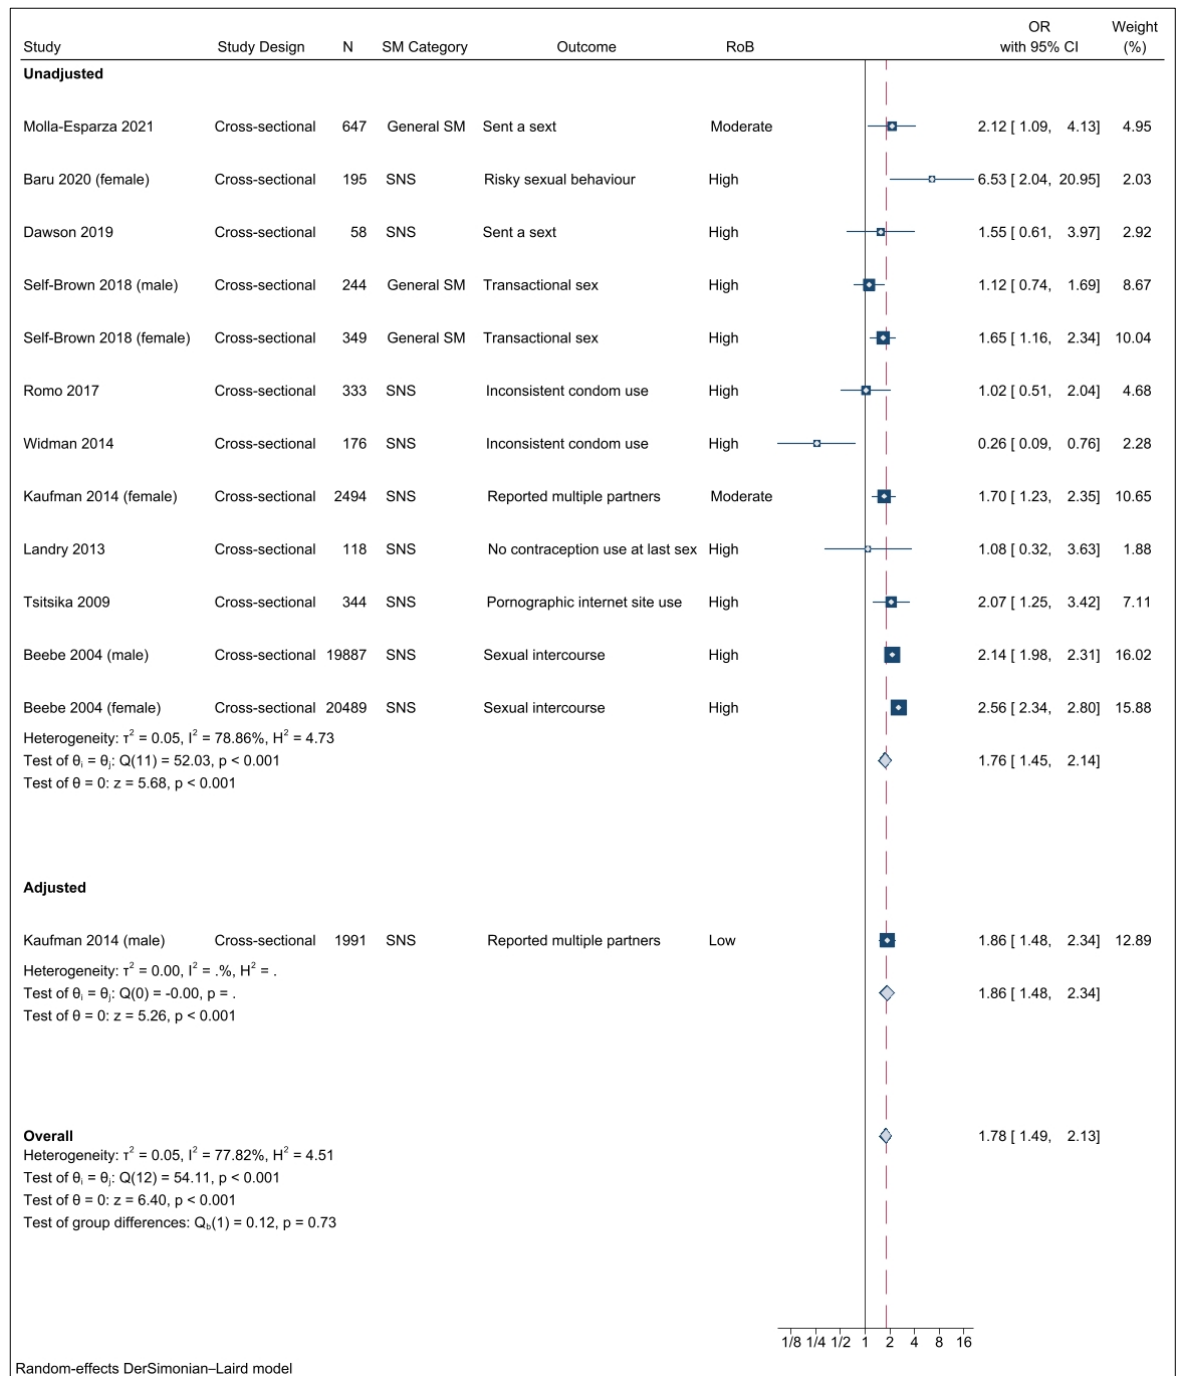 OR Weight
Study Study Design N SM Category Outcome RoB with 95% CI (%)
Unadjusted
Molla-Esparza 2021 Cross-sectional 647 General SM Sent a sext Moderate 2.12 [ 1.09, 4.13] 4.95
Baru 2020 (female) Cross-sectional 195 SNS Risky sexual behaviour High 6.53 [ 2.04, 20.95] 2.03
Dawson 2019 Cross-sectional 58 SNS Sent a sext High 1.55 [ 0.61, 3.97] 2.92
Self-Brown 2018 (male) Cross-sectional 244 General SM Transactional sex High 1.12 [ 0.74, 1.69] 8.67
Self-Brown 2018 (female) Cross-sectional 349 General SM Transactional sex High 1.65 [ 1.16, 2.34] 10.04
Romo 2017 Cross-sectional 333 SNS Inconsistent condom use High 1.02 [ 0.51, 2.04] 4.68
Widman 2014 Cross-sectional 176 SNS Inconsistent condom use High 0.26 [ 0.09, 0.76] 2.28
Kaufman 2014 (female) Cross-sectional 2494 SNS Reported multiple partners Moderate 1.70 [ 1.23, 2.35] 10.65
Landry 2013 Cross-sectional 118 SNS No contraception use at last sex High 1.08 [ 0.32, 3.63] 1.88
Tsitsika 2009 Cross-sectional 344 SNS Pornographic internet site use High 2.07 [ 1.25, 3.42] 7.11
Beebe 2004 (male) Cross-sectional 19887 SNS Sexual intercourse High 2.14 [ 1.98, 2.31] 16.02
Beebe 2004 (female) Cross-sectional 20489 SNS Sexual intercourse High 2.56 [ 2.34, 2.80] 15.88
Heterogeneity: τ² = 0.05, I² = 78.86%, H² = 4.73
Test of θᵢ = θⱼ: Q(11) = 52.03, p < 0.001 1.76 [ 1.45, 2.14]
Test of θ = 0: z = 5.68, p < 0.001
Adjusted
Kaufman 2014 (male) Cross-sectional 1991 SNS Reported multiple partners Low 1.86 [ 1.48, 2.34] 12.89
Heterogeneity: τ² = 0.00, I² = .%, H² = .
Test of θᵢ = θⱼ: Q(0) = -0.00, p = . 1.86 [ 1.48, 2.34]
Test of θ = 0: z = 5.26, p < 0.001
Overall 1.78 [ 1.49, 2.13]
Heterogeneity: τ² = 0.05, I² = 77.82%, H² = 4.51
Test of θᵢ = θⱼ: Q(12) = 54.11, p < 0.001
Test of θ = 0: z = 6.40, p < 0.001
Test of group differences: Q_b(1) = 0.12, p = 0.73
1/8 1/4 1/2 1 2 4 8 16
Random-effects DerSimonian–Laird model